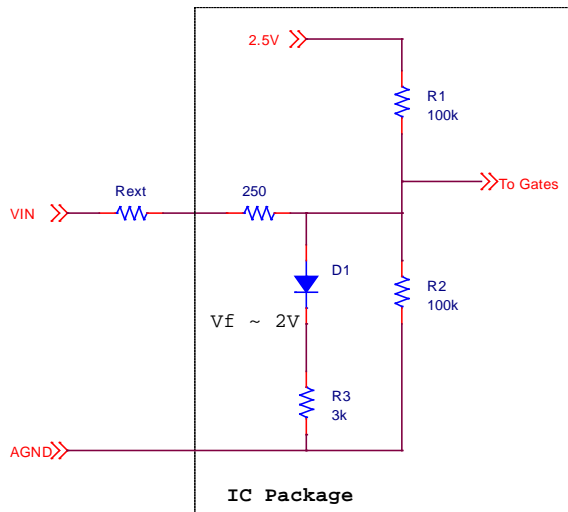 2.5V
R1
100k
To Gates
Rext
250
VIN
D1
R2
100k
Vf ~ 2V
R3
3k
AGND
IC Package